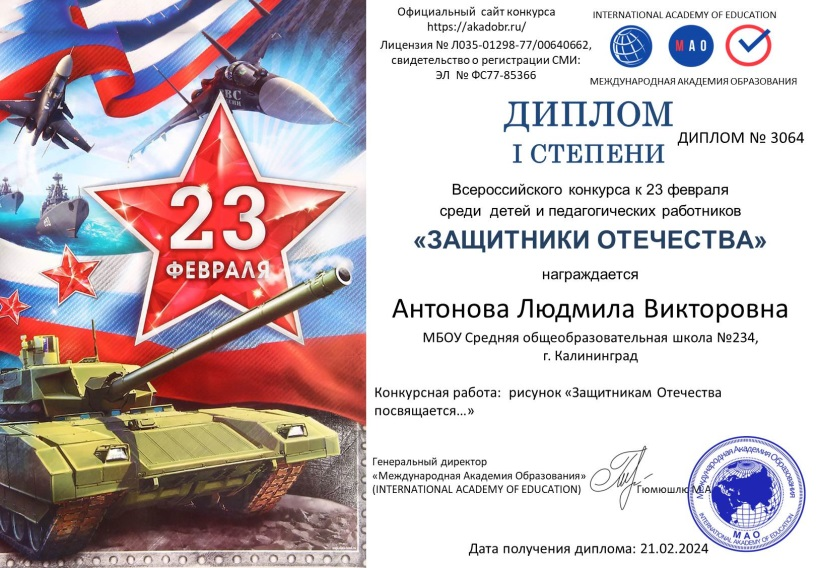 23
ФЕВРАЛЯ
ВВС
Официальный сайт конкурса
https://akadobr.ru/
Лицензия № Л035-01298-77/00640662,
свидетельство о регистрации СМИ:
ЭЛ № ФС77-85366
INTERNATIONAL ACADEMY OF EDUCATION
МАО
МЕЖДУНАРОДНАЯ АКАДЕМИЯ ОБРАЗОВАНИЯ
ДИПЛОМ
I СТЕПЕНИ
ДИПЛОМ № 3064
Всероссийского конкурса к 23 февраля
среди детей и педагогических работников
«ЗАЩИТНИКИ ОТЕЧЕСТВА»
награждается
Антонова Людмила Викторовна
МБОУ Средняя общеобразовательная школа №234,
г. Калининград
Конкурсная работа: рисунок «Защитникам Отечества
посвящается…»
Генеральный директор
«Международная Академия Образования»
(INTERNATIONAL ACADEMY OF EDUCATION)
Гюмюшлю М.А
Международная Академия Образования
МАО
INTERNATIONAL ACADEMY OF EDUCATION
Дата получения диплома: 21.02.2024